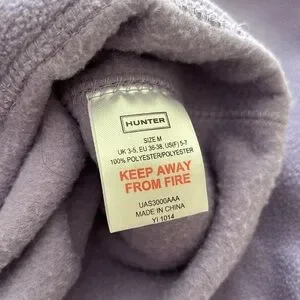 HUNTER
SIZE M
UK 3-5, EU 36-38, US(F) 5-7
100% POLYESTER/POLYESTER
KEEP AWAY
FROM FIRE
UAS3000AAA
MADE IN CHINA
YI 1014